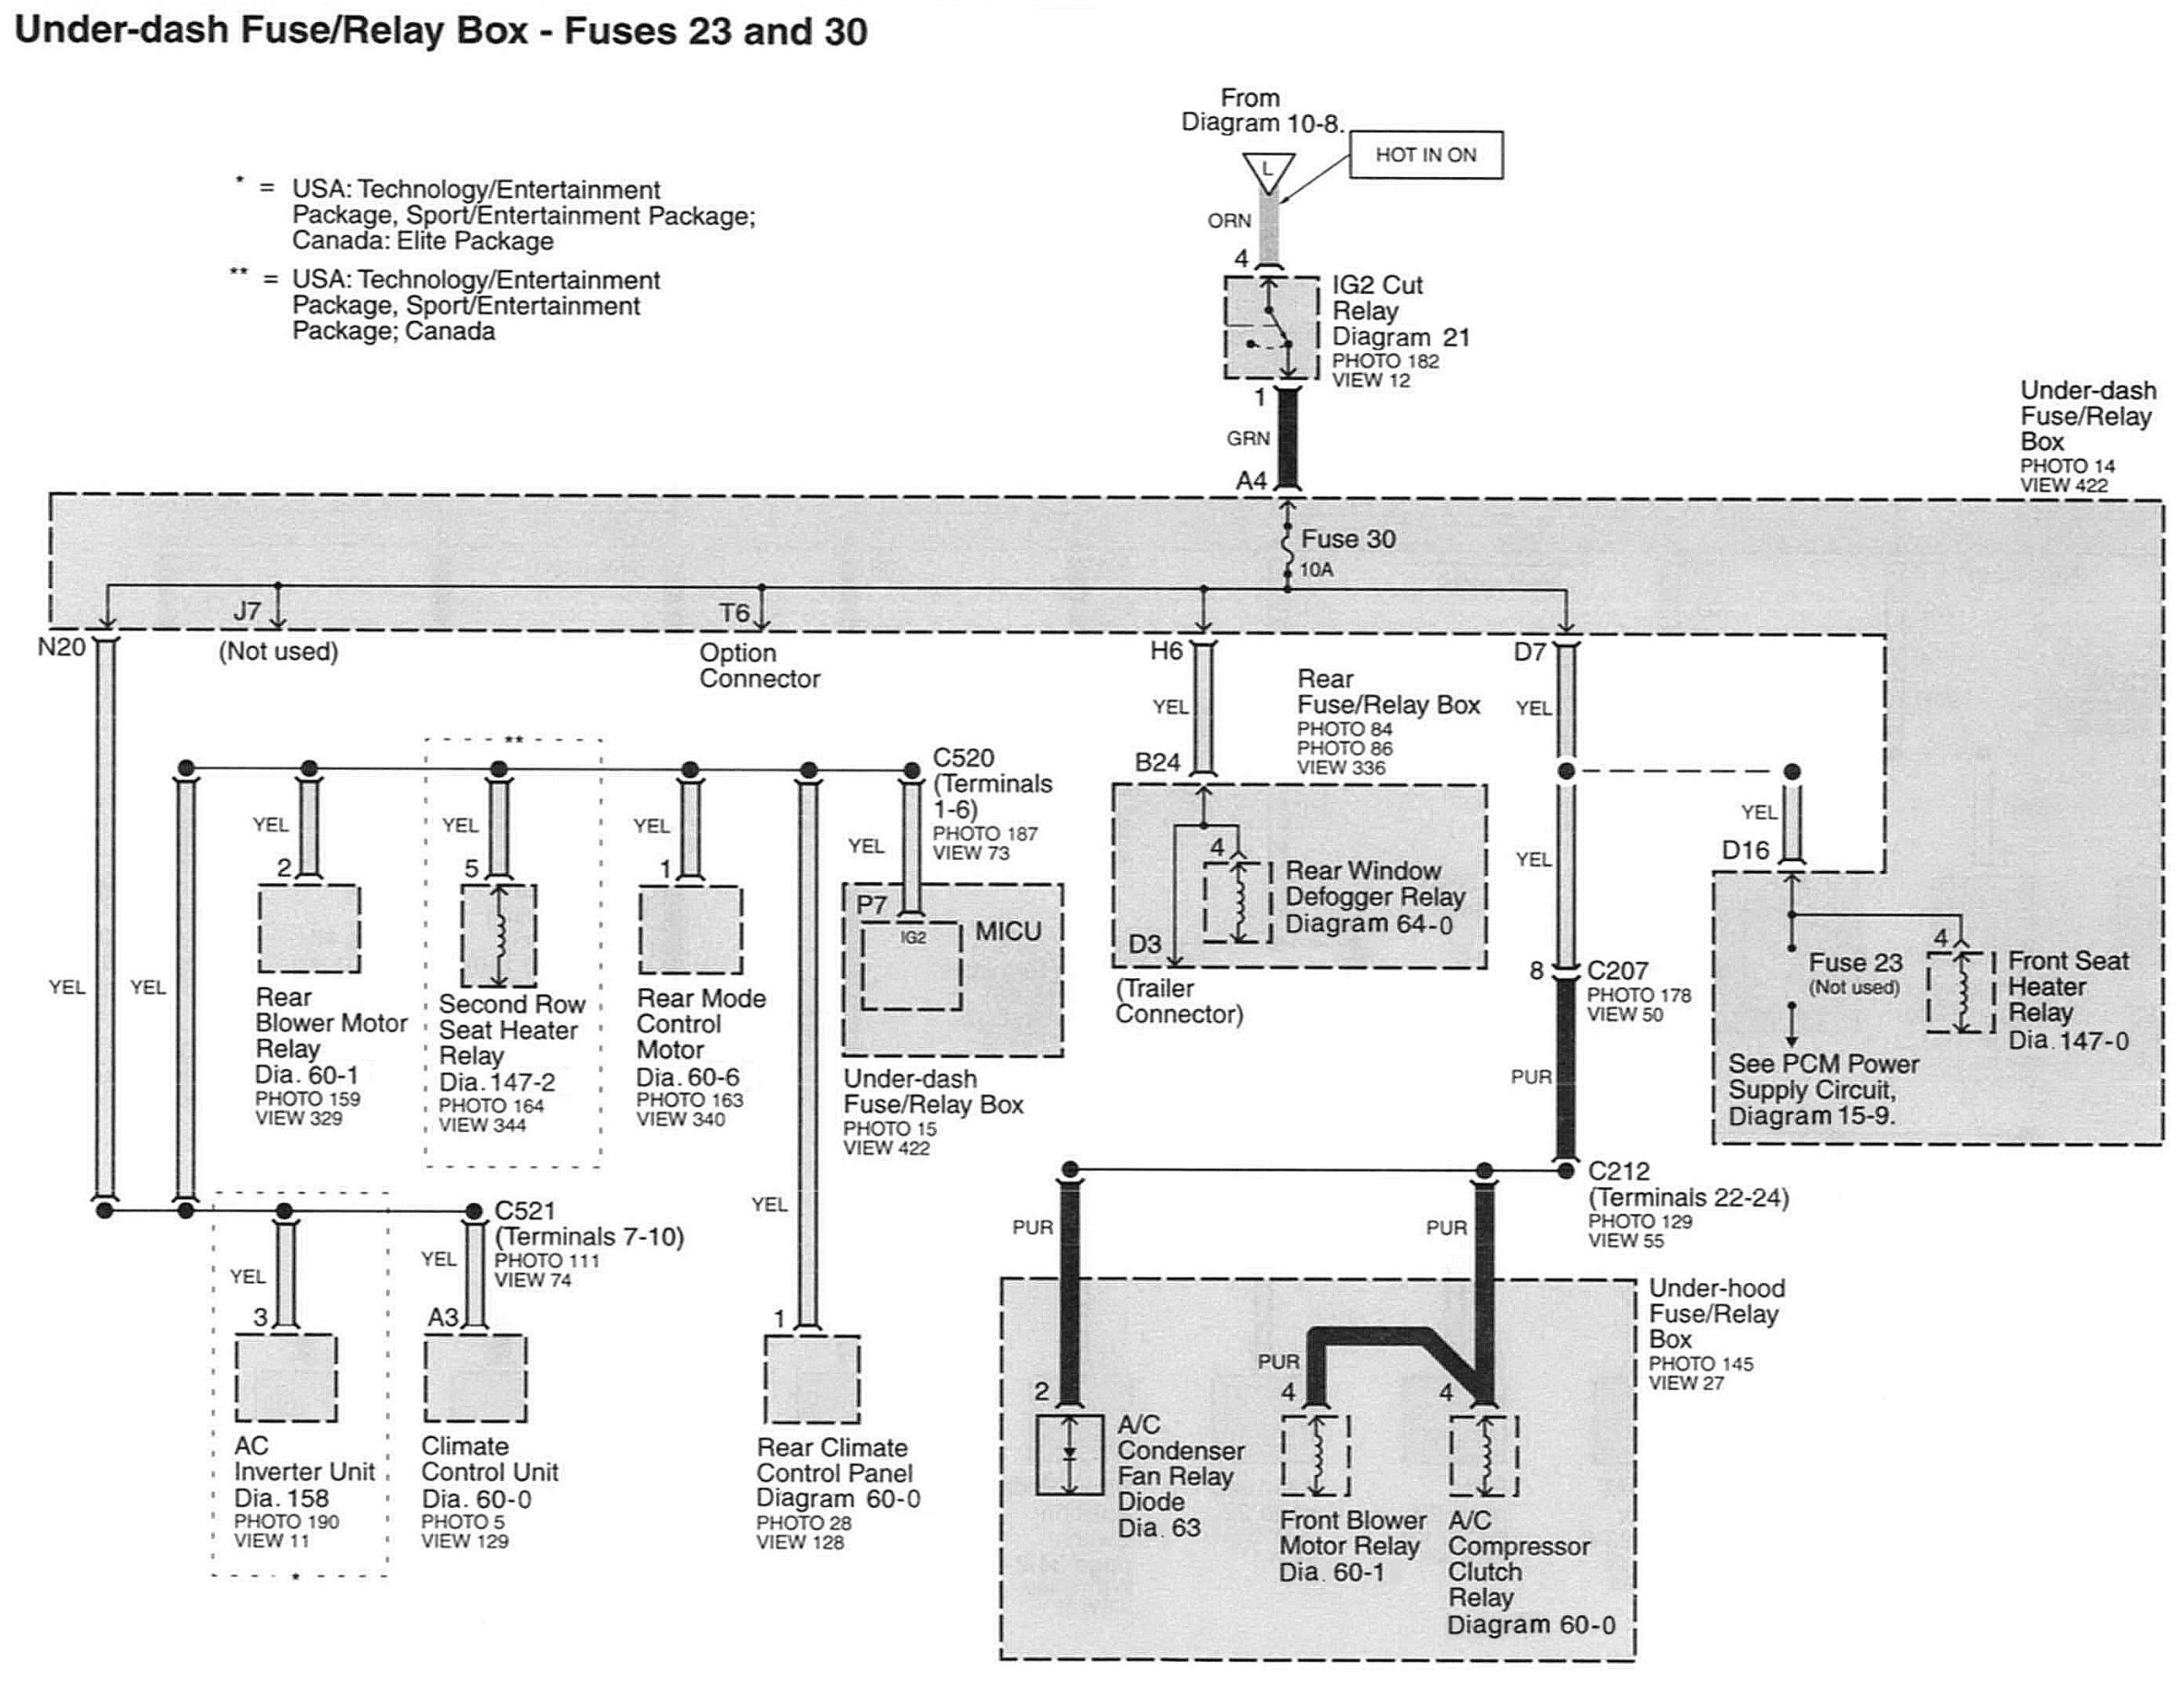 Under-dash Fuse/Relay Box - Fuses 23 and 30
From
Diagram 10-8.
HOT IN ON
L
ORN
4
* = USA: Technology/Entertainment
Package, Sport/Entertainment Package;
Canada: Elite Package
** = USA: Technology/Entertainment
Package, Sport/Entertainment
Package; Canada
IG2 Cut
Relay
Diagram 21
PHOTO 182
VIEW 12
1
GRN
A4
Under-dash
Fuse/Relay
Box
PHOTO 14
VIEW 422
Fuse 30
10A
N20
J7
(Not used)
T6
Option
Connector
H6
YEL
B24
D7
YEL
Rear
Fuse/Relay Box
PHOTO 84
PHOTO 86
VIEW 336
**
C520
(Terminals
1-6)
PHOTO 187
VIEW 73
YEL
YEL
YEL
2
Rear
Blower Motor
Relay
Dia. 60-1
PHOTO 159
VIEW 329
YEL
5
Second Row
Seat Heater
Relay
Dia. 147-2
PHOTO 164
VIEW 344
YEL
1
Rear Mode
Control
Motor
Dia. 60-6
PHOTO 163
VIEW 340
YEL
P7
IG2
MICU
Under-dash
Fuse/Relay Box
PHOTO 15
VIEW 422
4
Rear Window
Defogger Relay
Diagram 64-0
D3
(Trailer
Connector)
YEL
8
C207
PHOTO 178
VIEW 50
PUR
YEL
D16
Fuse 23
(Not used)
4
Front Seat
Heater
Relay
Dia. 147-0
See PCM Power
Supply Circuit,
Diagram 15-9.
C212
(Terminals 22-24)
PHOTO 129
VIEW 55
C521
(Terminals 7-10)
PHOTO 111
VIEW 74
YEL
3
AC
Inverter Unit
Dia. 158
PHOTO 190
VIEW 11
*
YEL
A3
Climate
Control Unit
Dia. 60-0
PHOTO 5
VIEW 129
YEL
1
Rear Climate
Control Panel
Diagram 60-0
PHOTO 28
VIEW 128
PUR
PUR
Under-hood
Fuse/Relay
Box
PHOTO 145
VIEW 27
2
A/C
Condenser
Fan Relay
Diode
Dia. 63
PUR
4
Front Blower
Motor Relay
Dia. 60-1
4
A/C
Compressor
Clutch
Relay
Diagram 60-0